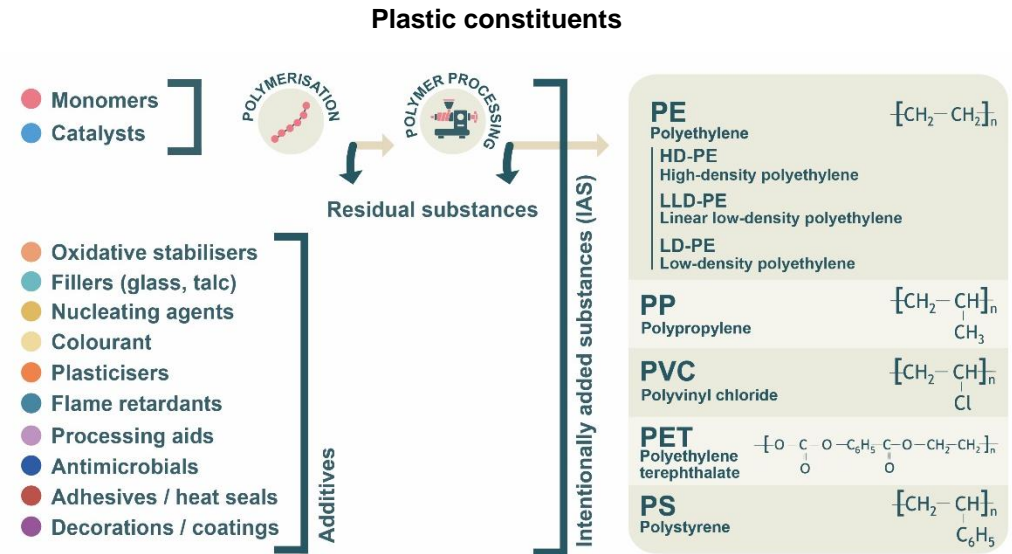 Plastic constituents
Monomers
Catalysts
POLYMERISATION
POLYMER PROCESSING
Residual substances
Oxidative stabilisers
Fillers (glass, talc)
Nucleating agents
Colourant
Plasticisers
Flame retardants
Processing aids
Antimicrobials
Adhesives / heat seals
Decorations / coatings
Additives
Intentionally added substances (IAS)
PE
Polyethylene
[CH₂–CH₂]n
HD-PE
High-density polyethylene
LLD-PE
Linear low-density polyethylene
LD-PE
Low-density polyethylene
PP
Polypropylene
[CH₂–CH]n
CH₃
PVC
Polyvinyl chloride
[CH₂–CH]n
Cl
PET
Polyethylene
terephthalate
[O C O–C₆H₅ C O–CH₂–CH₂]n
O O
PS
Polystyrene
[CH₂–CH]n
C₆H₅